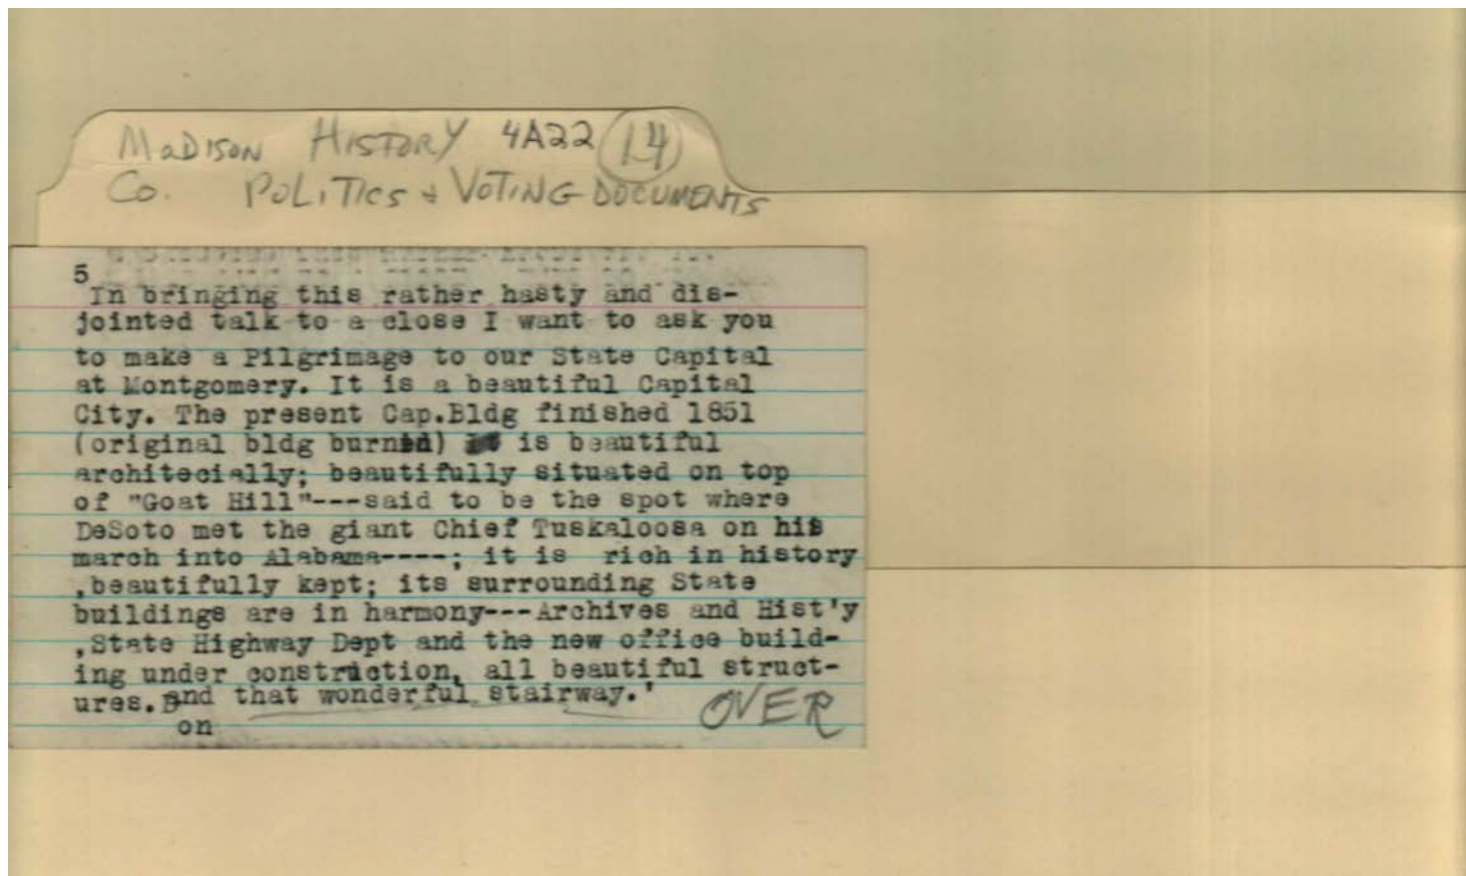 MaDISON HISTORY 4A22 14
Co. POLITICS + VOTING DOCUMENTS
5
In bringing this rather hasty and dis-
jointed talk to a close I want to ask you
to make a Pilgrimage to our State Capital
at Montgomery. It is a beautiful Capital
City. The present Cap.Bldg finished 1851
(original bldg burned) is beautiful
architecially; beautifully situated on top
of "Goat Hill"---said to be the spot where
DeSoto met the giant Chief Tuskaloosa on his
march into Alabama----; it is rich in history
,beautifully kept; its surrounding State
buildings are in harmony---Archives and Hist'y
,State Highway Dept and the new office build-
ing under construction, all beautiful struct-
ures. and that wonderful stairway.'
on
OVER